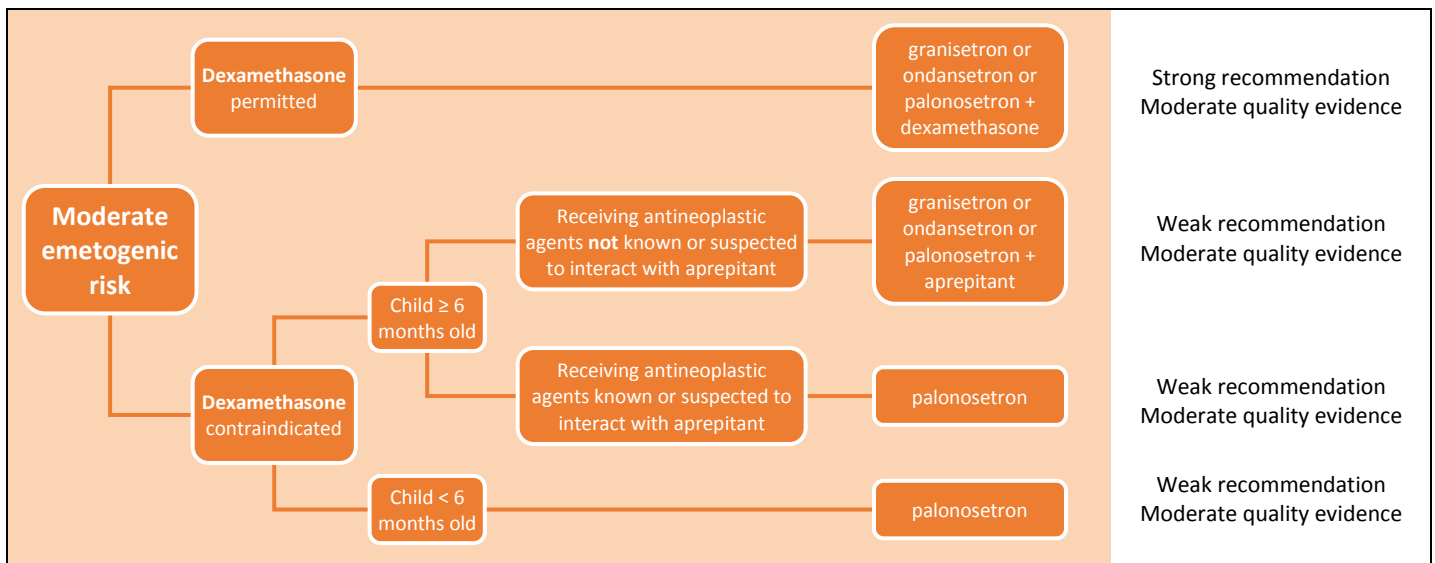 Dexamethasone
permitted
granisetron or
ondansetron or
palonosetron +
dexamethasone
Strong recommendation
Moderate quality evidence
Moderate
emetogenic
risk
Receiving antineoplastic
agents not known or suspected
to interact with aprepitant
granisetron or
ondansetron or
palonosetron +
aprepitant
Weak recommendation
Moderate quality evidence
Child ≥ 6
months old
Dexamethasone
contraindicated
Receiving antineoplastic
agents known or suspected to
interact with aprepitant
palonosetron
Weak recommendation
Moderate quality evidence
Child < 6
months old
palonosetron
Weak recommendation
Moderate quality evidence